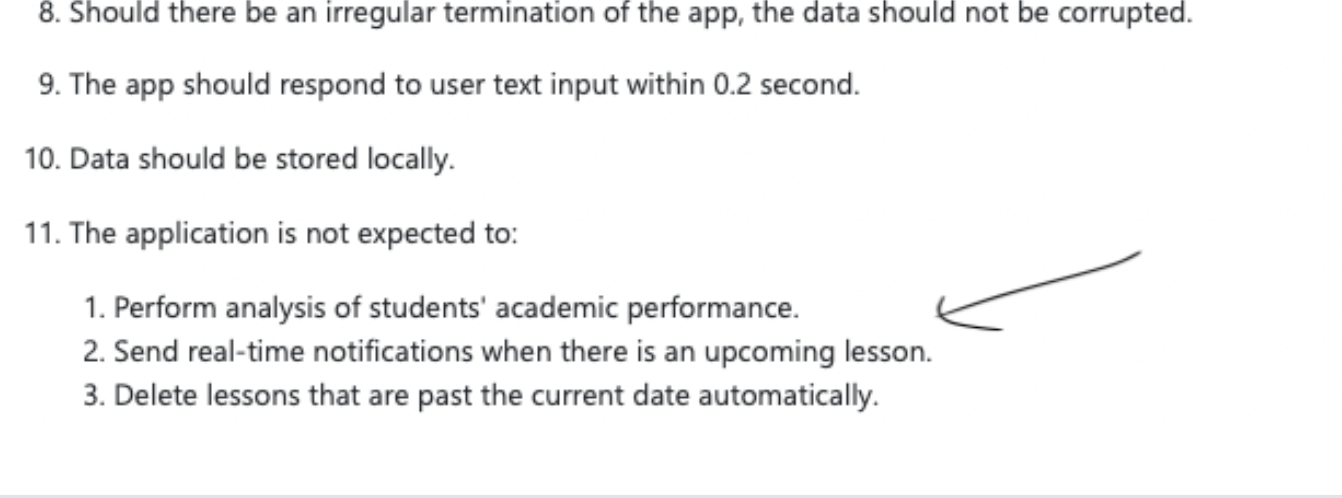 8. Should there be an irregular termination of the app, the data should not be corrupted.
9. The app should respond to user text input within 0.2 second.
10. Data should be stored locally.
11. The application is not expected to:
1. Perform analysis of students' academic performance.
2. Send real-time notifications when there is an upcoming lesson.
3. Delete lessons that are past the current date automatically.